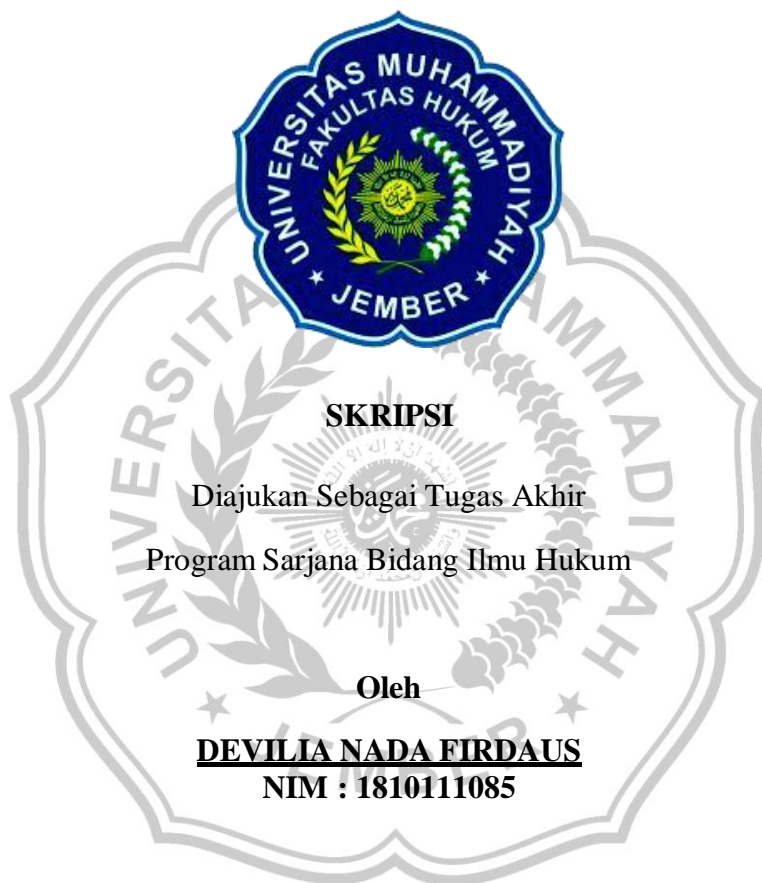 UNIVERSITAS MUHAMMADIYAH
FAKULTAS HUKUM
★ JEMBER ★
SKRIPSI
Diajukan Sebagai Tugas Akhir
Program Sarjana Bidang Ilmu Hukum
Oleh
DEVILIA NADA FIRDAUS
NIM : 1810111085